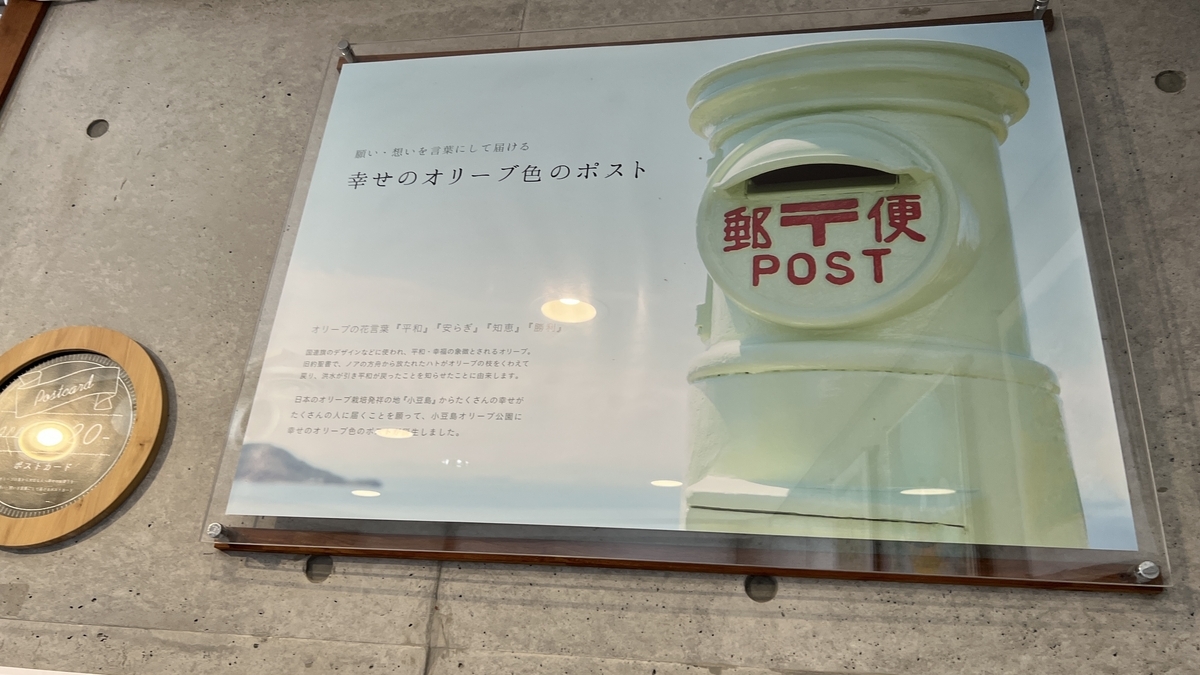 願い・想いを言葉にして届ける
幸せのオリーブ色のポスト
郵〒便
POST
オリーブの花言葉『平和』『安らぎ』『知恵』『勝利』
国連旗のデザインなどに使われ、平和・幸福の象徴とされるオリーブ。
旧約聖書で、ノアの方舟から放たれたハトがオリーブの枝をくわえて
戻り、洪水が引き平和が戻ったことを知らせたことに由来します。
日本のオリーブ栽培発祥の地『小豆島』からたくさんの幸せが
たくさんの人に届くことを願って、小豆島オリーブ公園に
幸せのオリーブ色のポ 生しました。
Postcard
ポストカード